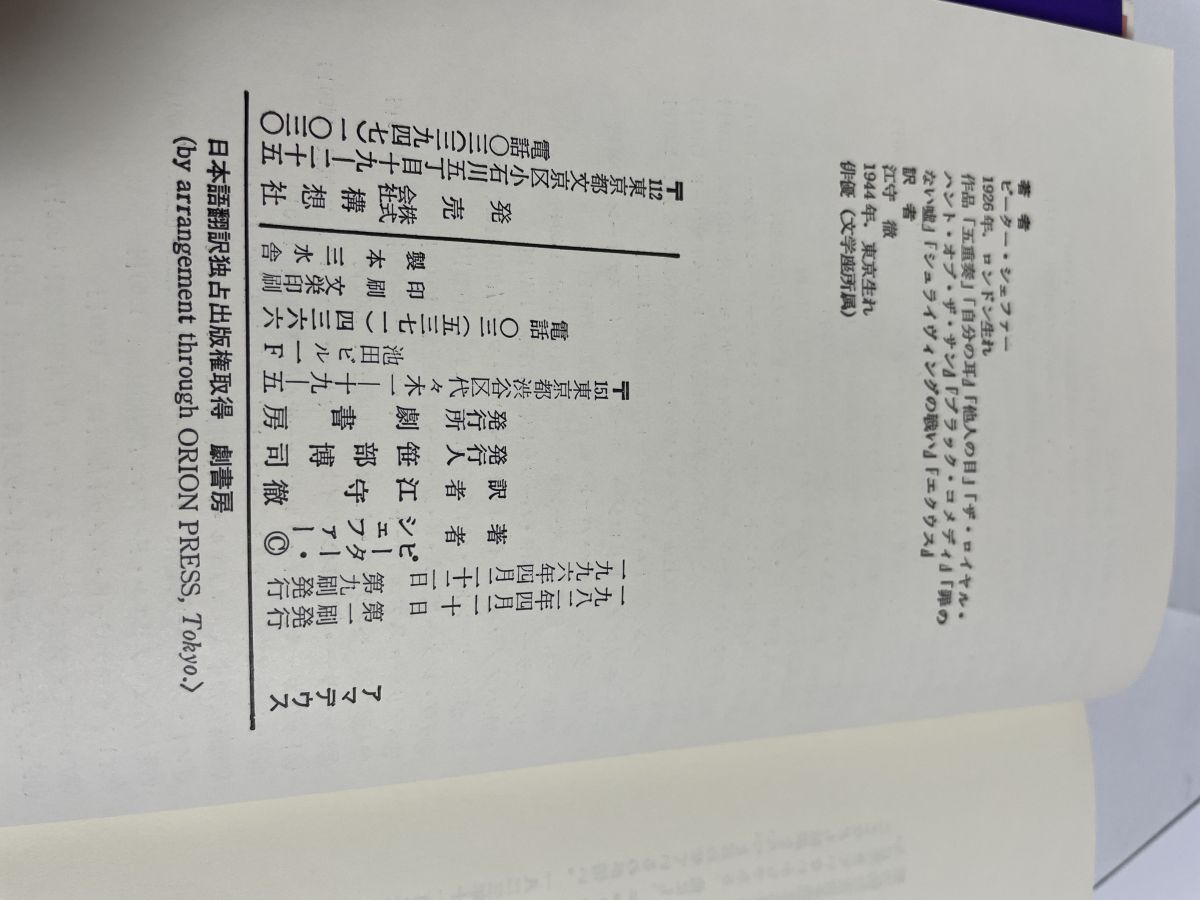 著者
ピーター・シェファー
1926年、ロンドン生れ
作品「五重奏」「自分の耳」「他人の目」「ザ・ロイヤル・
ハント・オブ・ザ・サン」「ブラック・コメディ」「罪の
ない嘘」「シュライヴィングの戦い」「エクウス」
訳者
江守 徹
1944年、東京生れ
俳優（文学座所属）
アマデウス
一九八二年四月二十日 第一刷発行
一九九六年四月二十一日 第九刷発行
著者 ピーター・シェファー©
訳者 江守徹
発行人 笹部博司
発行所 劇書房
〒151 東京都渋谷区代々木一―十九―五
池田ビル一F
電話〇三（五三七一）四三六六
印刷 文栄印刷
製本 三水舎
発売 株式会社構想社
〒112 東京都文京区小石川五丁目十九―二十五
電話〇三（三九四七）一〇三〇
日本語翻訳独占出版権取得 劇書房
(by arrangement through ORION PRESS, Tokyo.)